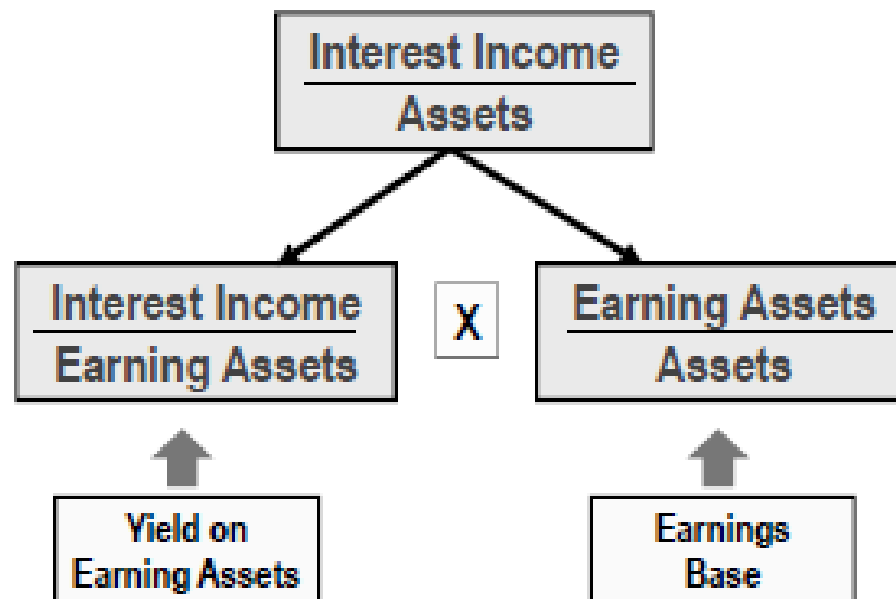 Interest Income
Assets
Interest Income
Earning Assets
X
Earning Assets
Assets
Yield on
Earning Assets
Earnings
Base